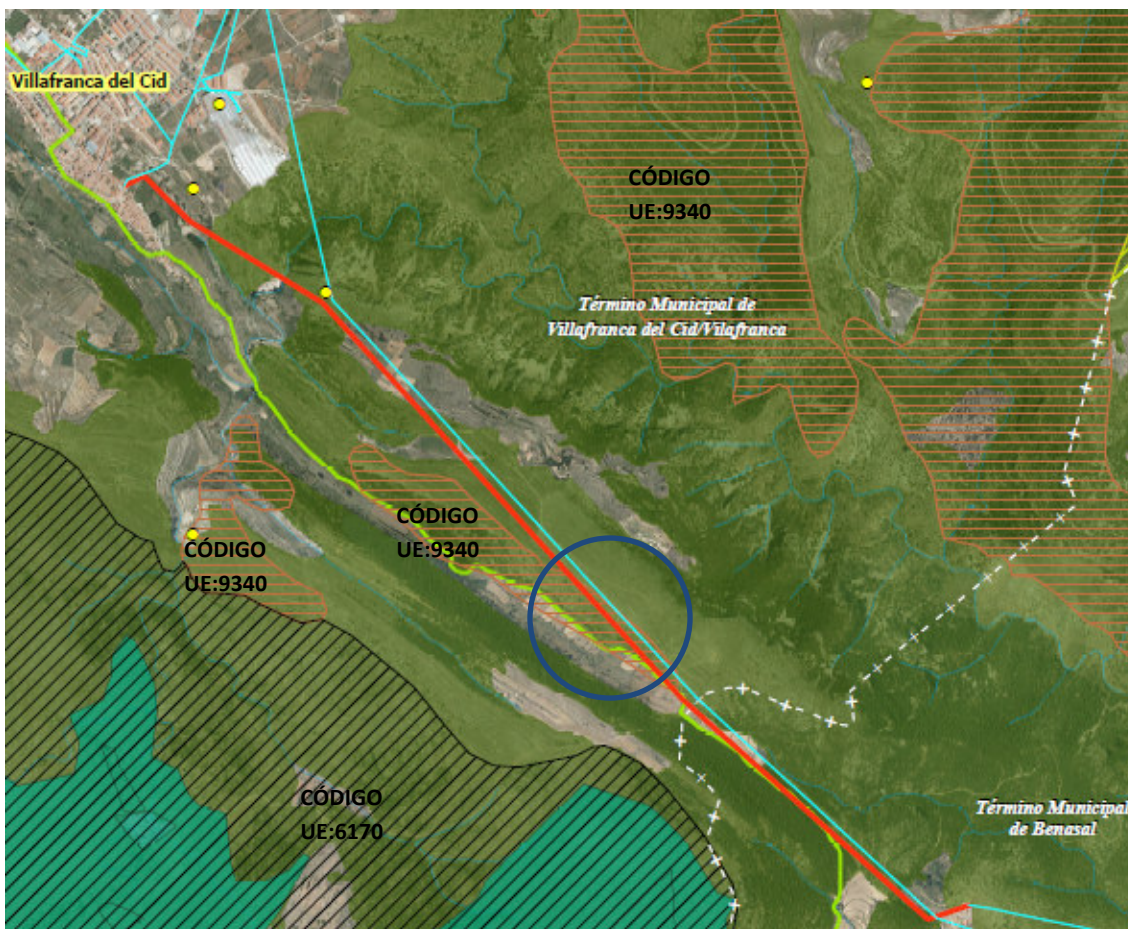 Villafranca del Cid
CÓDIGO
UE:9340
Término Municipal de
Villafranca del Cid/Vilafranca
CÓDIGO
UE:9340
CÓDIGO
UE:9340
CÓDIGO
UE:6170
Término Municipal
de Benasal